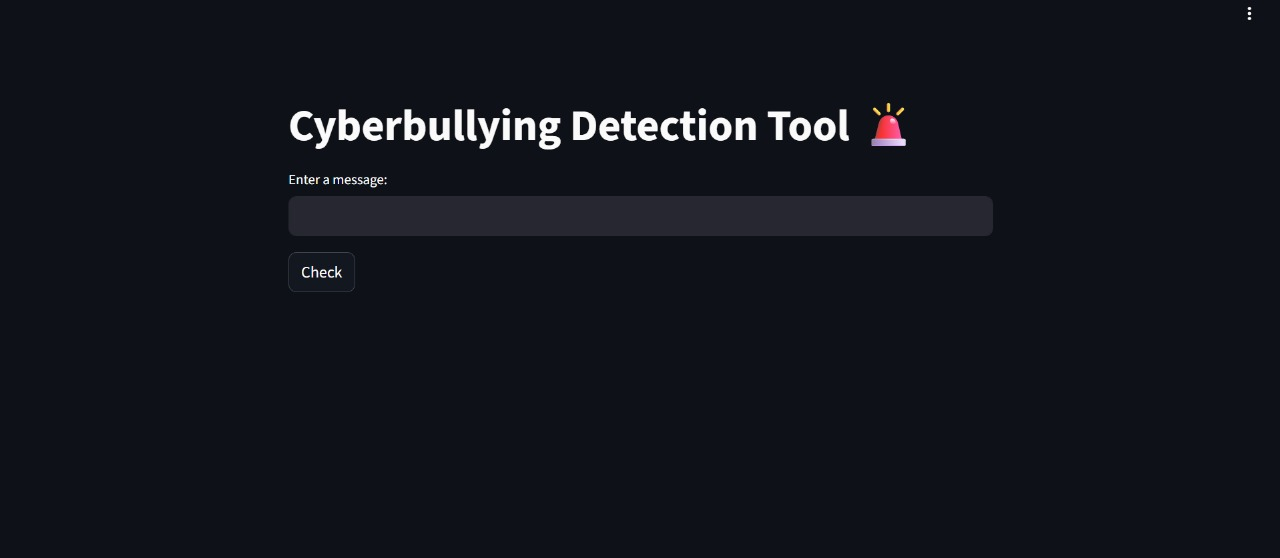 Cyberbullying Detection Tool 🚨
Enter a message:
Check